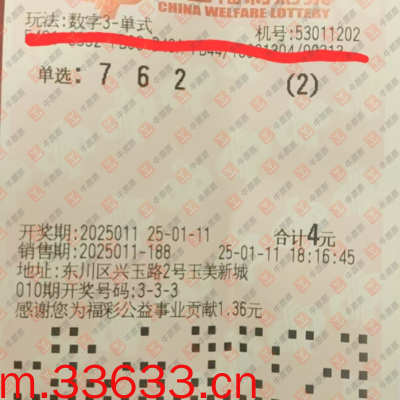 CHINA WELFARE LOTTERY
玩法:数字3-单式 机号:53011202
单选: 7 6 2 (2)
开奖期:2025011 25-01-11 合计4元
销售期:2025011-188 25-01-11 18:16:45
地址:东川区兴玉路2号玉美新城
010期开奖号码:3-3-3
感谢您为福彩公益事业贡献1.36元
m.33633.cn